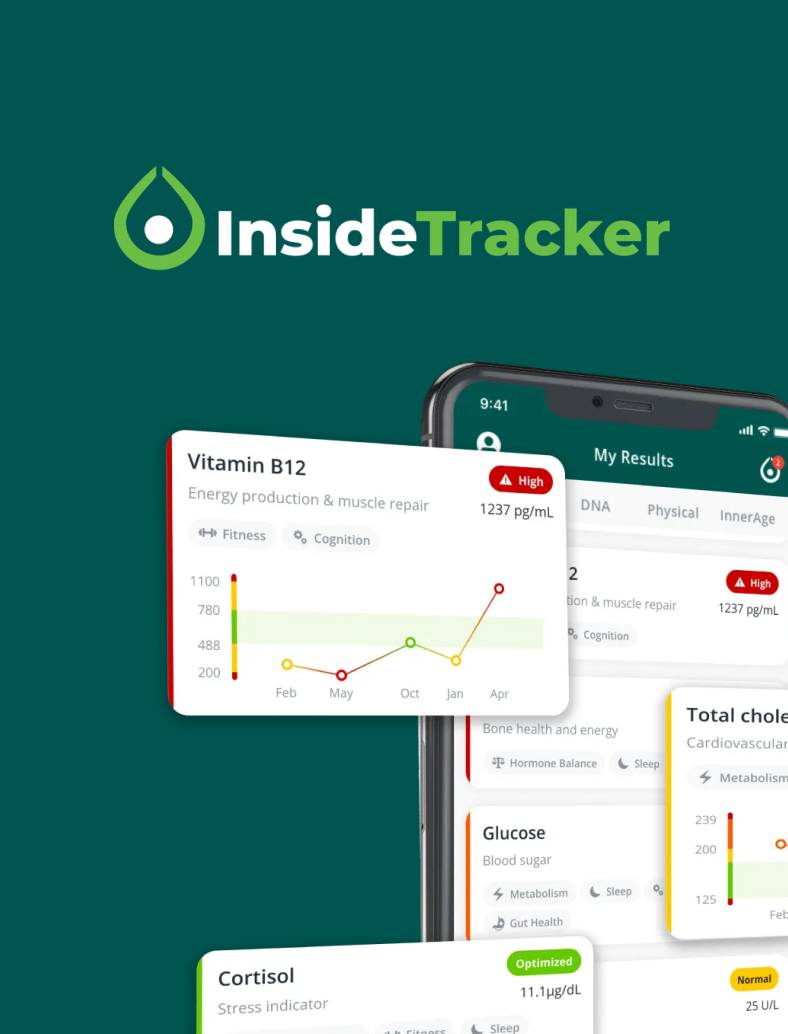 InsideTracker
9:41
My Results
2
DNA
Physical
InnerAge
Vitamin B12
High
Energy production & muscle repair
1237 pg/mL
Fitness
Cognition
1100
780
488
200
Feb
May
Oct
Jan
Apr
2
High
& muscle repair
1237 pg/mL
Cognition
Bone health and energy
Hormone Balance
Sleep
Total
Cardiovascular
Metabolism
239
200
125
Feb
Glucose
Blood sugar
Metabolism
Sleep
Gut Health
Cortisol
Optimized
Stress indicator
11.1µg/dL
Fitness
Sleep
Normal
25 U/L